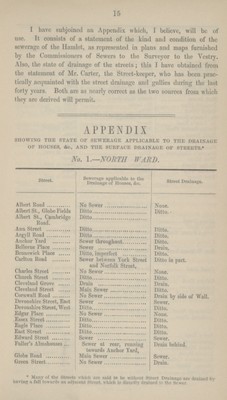 15
I have subjoined an Appendix which, I believe, will be of
use. It consists of a statement of the kind and condition of the
sewerage of the Hamlet, as represented in plans and maps furnished
by the Commissioners of Sewers to the Surveyor to the Vestry.
Also, the state of drainage of the streets; this I have obtained from
the statement of Mr. Carter, the Street-keeper, who has been prac-
tically acquainted with the street drainage and gullies during the last
forty years. Both are as nearly correct as the two sources from which
they are derived will permit.
APPENDIX
SHOWING THE STATE OF SEWERAGE APPLICABLE TO THE DRAINAGE
OF HOUSES, &c., AND THE SURFACE DRAINAGE OF STREETS.*
No. 1.—NORTH WARD.
Street. Sewerage applicable to the Drainage of Houses, &c. Street Drainage.
Albert Road No Sewer None.
Albert St., Globe Fields Ditto Ditto.
Albert St., Cambridge Road. Ditto Ditto.
Ann Street Ditto Ditto.
Argyll Road Ditto Ditto.
Anchor Yard Sewer throughout. Ditto.
Bellevue Place Sewer Drain.
Brunswick Place Ditto, imperfect Ditto.
Carlton Road Sewer between York Street and Norfolk Street, Ditto in part.
Charles Street No Sewer None.
Church Street Ditto Ditto.
Cleveland Grove Drain Drain.
Cleveland Street Main Sewer Ditto.
Cornwall Road No Sewer Drain by side of Wall.
Devonshire Street, East Sewer Sewer.
Devonshire Street, West Ditto Ditto.
Edgar Place No Sewer None.
Essex Street Ditto Ditto.
Eagle Place Ditto Ditto.
East Street Ditto Ditto.
Edward Street Sewer Sewer.
Fuller's Almshouses Sewer at rear, running towards Anchor Yard, Drain behind.
Globe Road Main Sewer Sewer.
Green Street No Sewer Drain.
* Many of the Streets which are said to be without Street Drainage are drained by
having a fall towards an adjacent Street, which is directly drained to the Sewer.